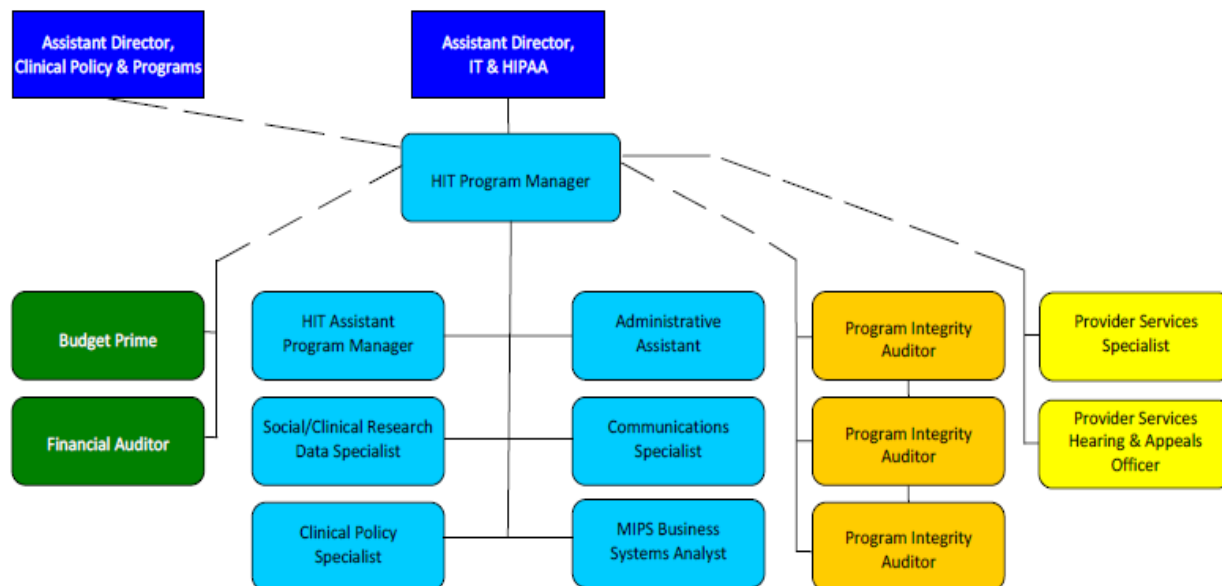 Assistant Director,
Clinical Policy & Programs
Assistant Director,
IT & HIPAA
HIT Program Manager
Budget Prime
HIT Assistant
Program Manager
Administrative
Assistant
Program Integrity
Auditor
Provider Services
Specialist
Financial Auditor
Social/Clinical Research
Data Specialist
Communications
Specialist
Program Integrity
Auditor
Provider Services
Hearing & Appeals
Officer
Clinical Policy
Specialist
MIPS Business
Systems Analyst
Program Integrity
Auditor